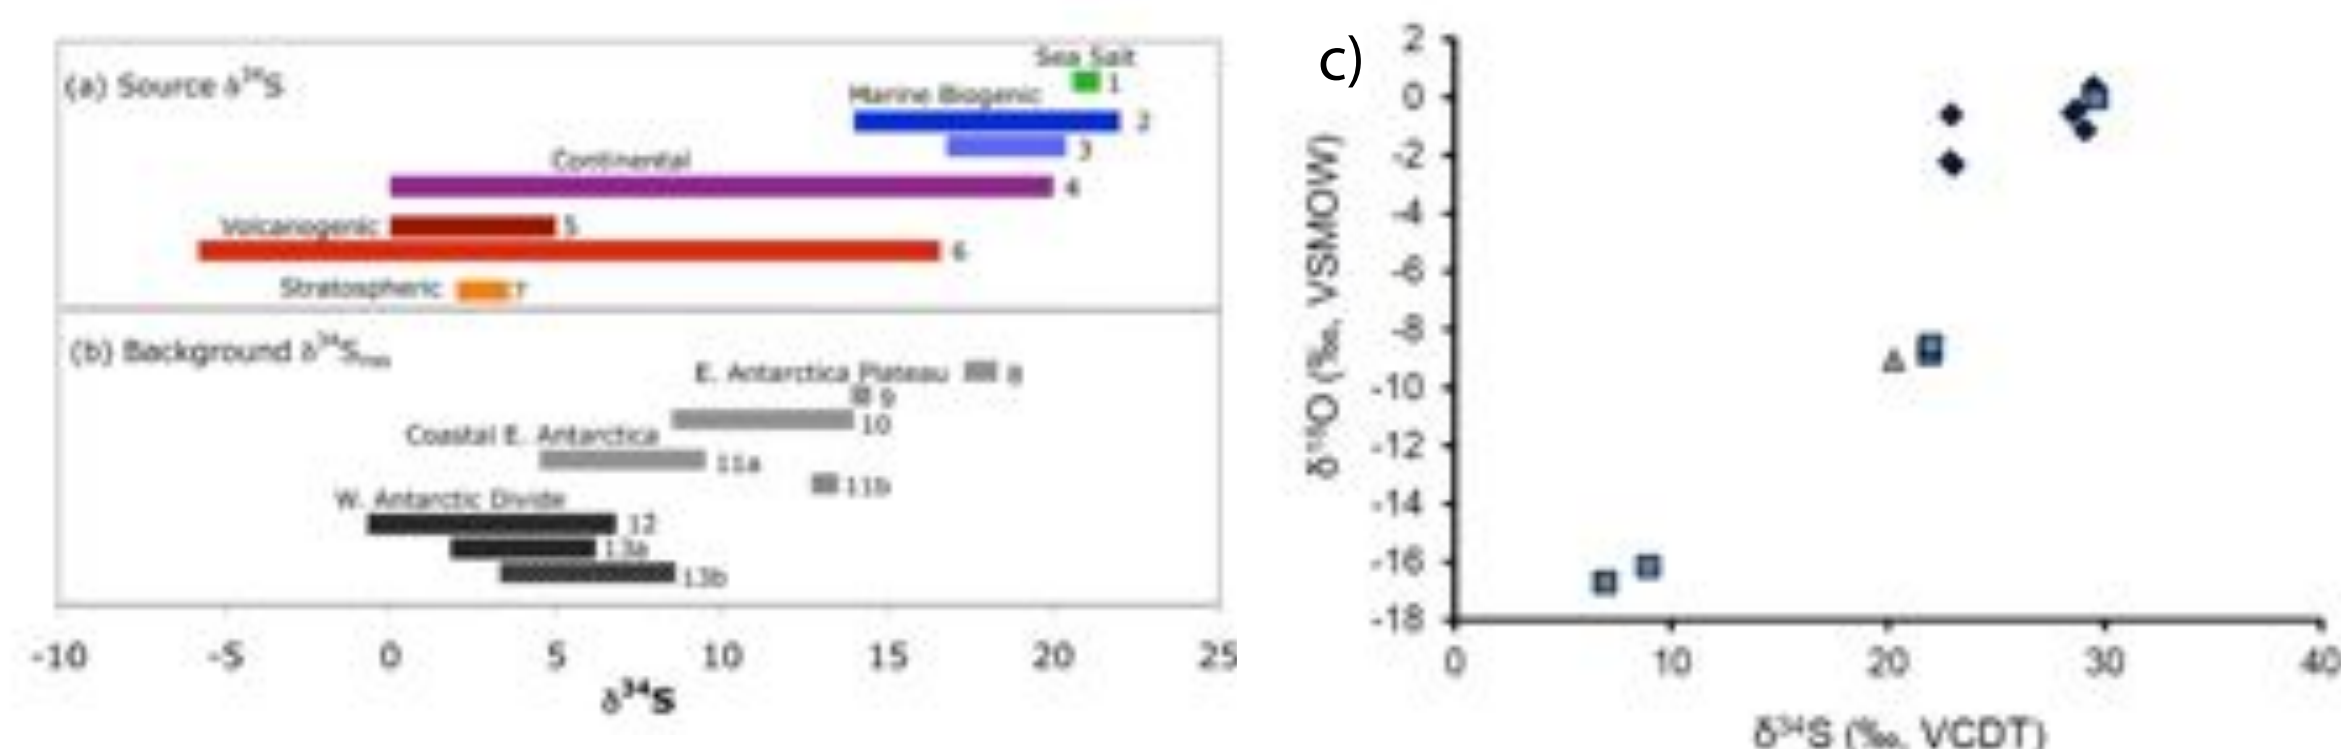 (a) Source δ³⁴S
Sea Salt
1
Marine Biogenic
2
3
Continental
4
Volcanogenic
5
6
Stratospheric
7
(b) Background δ³⁴Sₙₛₛ
E. Antarctica Plateau
8
9
10
Coastal E. Antarctica
11a
11b
W. Antarctic Divide
12
13a
13b
-10 -5 0 5 10 15 20 25
δ³⁴S
c)
2
0
-2
-4
-6
-8
-10
-12
-14
-16
-18
δ¹⁸O (‰, VSMOW)
0 10 20 30 40
δ³⁴S (‰, VCDT)